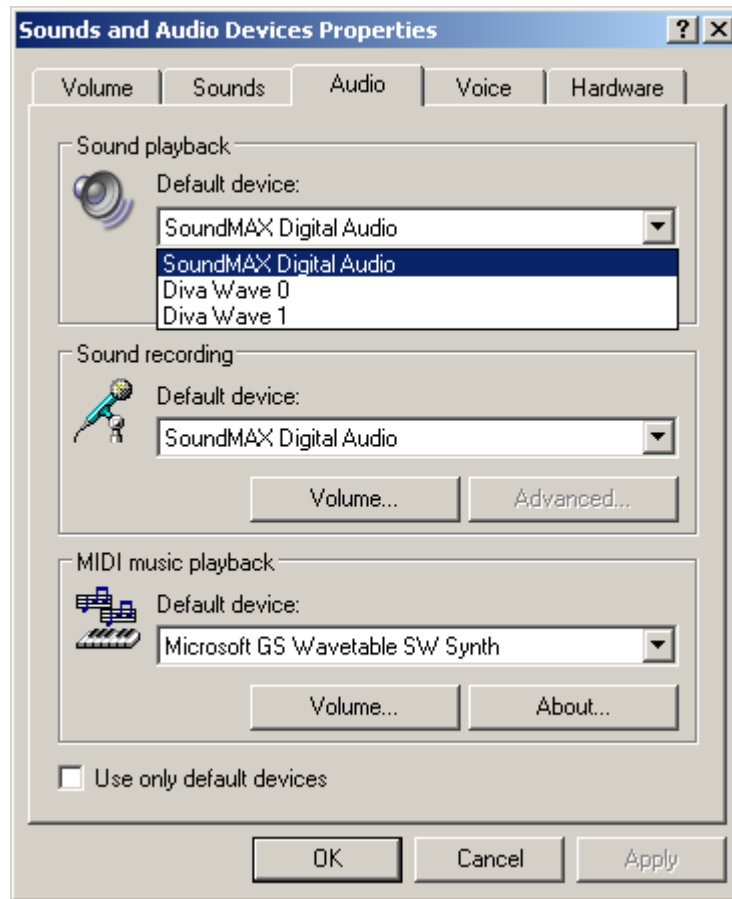 Sounds and Audio Devices Properties
Volume Sounds Audio Voice Hardware
Sound playback
Default device:
SoundMAX Digital Audio
SoundMAX Digital Audio
Diva Wave 0
Diva Wave 1
Sound recording
Default device:
SoundMAX Digital Audio
Volume... Advanced...
MIDI music playback
Default device:
Microsoft GS Wavetable SW Synth
Volume... About...
Use only default devices
OK Cancel Apply